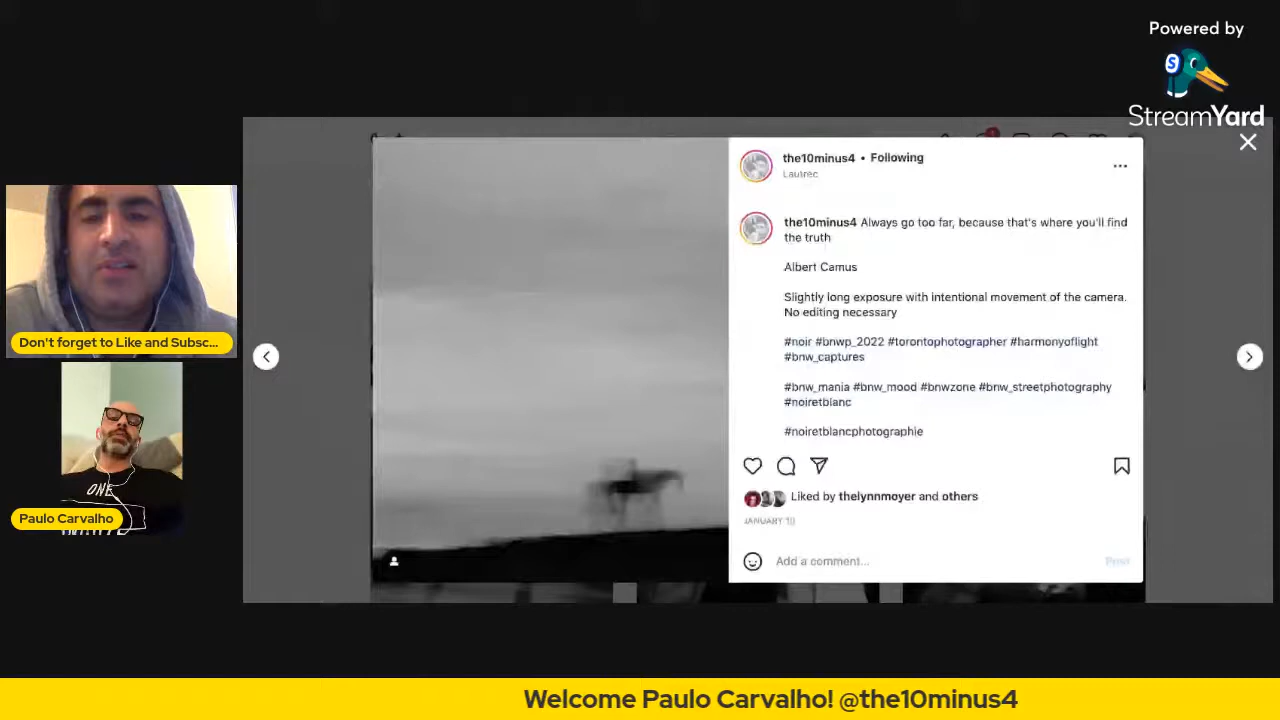 Powered by
StreamYard
the10minus4 • Following
Lautrec
the10minus4 Always go too far, because that's where you'll find
the truth
Albert Camus
Slightly long exposure with intentional movement of the camera.
No editing necessary
#noir #bnwp_2022 #torontophotographer #harmonyoflight
#bnw_captures
#bnw_mania #bnw_mood #bnwzone #bnw_streetphotography
#noiretblanc
#noiretblancphotographie
Liked by thelynnmoyer and others
JANUARY
Add a comment...
Post
Don't forget to Like and Subsc...
ONE
Paulo Carvalho
Welcome Paulo Carvalho! @the10minus4